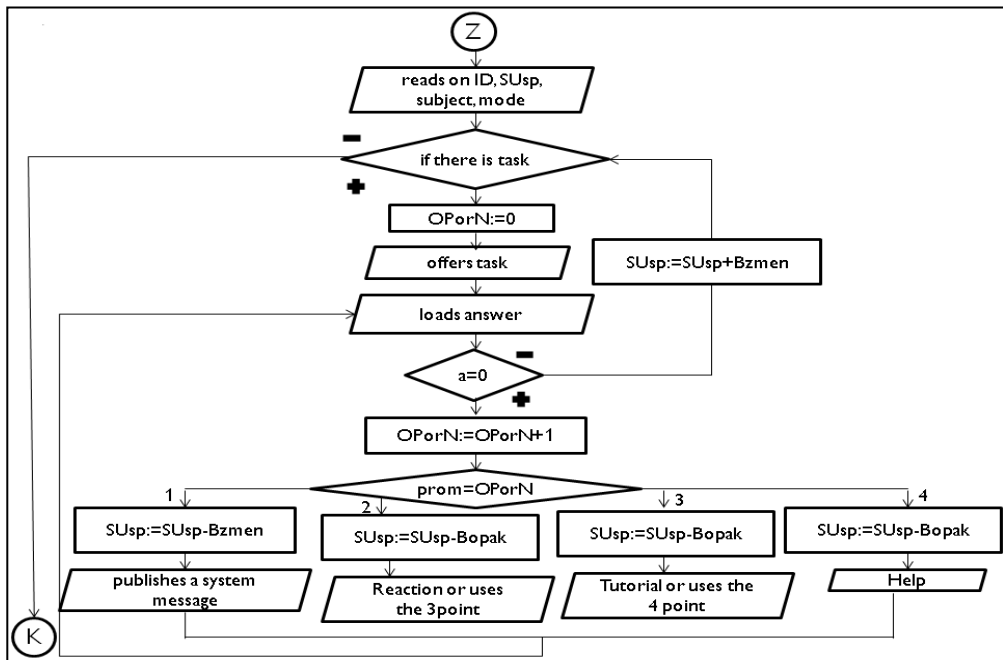 Z
reads on ID, SUsp,
subject, mode
if there is task
OPorN:=0
offers task
SUsp:=SUsp+Bzmen
loads answer
a=0
OPorN:=OPorN+1
prom=OPorN
1
2
3
4
SUsp:=SUsp-Bzmen
SUsp:=SUsp-Bopak
SUsp:=SUsp-Bopak
SUsp:=SUsp-Bopak
publishes a system
message
Reaction or uses
the 3point
Tutorial or uses the
4 point
Help
K